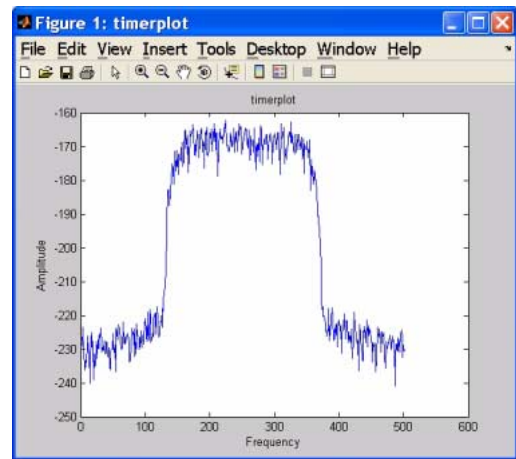 Figure 1: timerplot
File Edit View Insert Tools Desktop Window Help
timerplot
-160
-170
-180
-190
-200
-210
-220
-230
-240
-250
Amplitude
0 100 200 300 400 500 600
Frequency